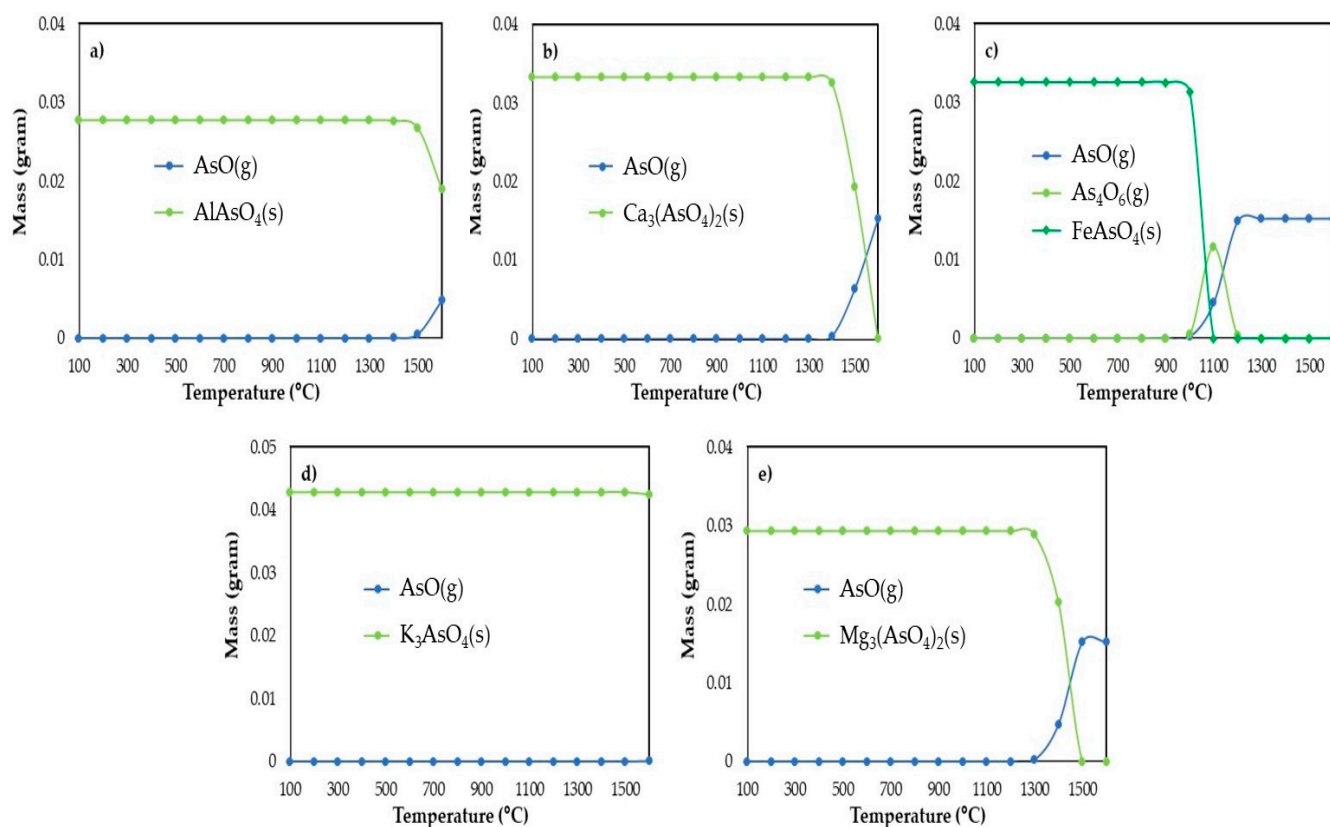 a)
0.04
0.03
0.02
0.01
0
Mass (gram)
AsO(g)
AlAsO₄(s)
100 300 500 700 900 1100 1300 1500
Temperature (°C)
b)
0.04
0.03
0.02
0.01
0
Mass (gram)
AsO(g)
Ca₃(AsO₄)₂(s)
100 300 500 700 900 1100 1300 1500
Temperature (°C)
c)
0.04
0.03
0.02
0.01
0
Mass (gram)
AsO(g)
As₄O₆(g)
FeAsO₄(s)
100 300 500 700 900 1100 1300 1500
Temperature (°C)
d)
0.05
0.04
0.03
0.02
0.01
0
Mass (gram)
AsO(g)
K₃AsO₄(s)
100 300 500 700 900 1100 1300 1500
Temperature (°C)
e)
0.04
0.03
0.02
0.01
0
Mass (gram)
AsO(g)
Mg₃(AsO₄)₂(s)
100 300 500 700 900 1100 1300 1500
Temperature (°C)